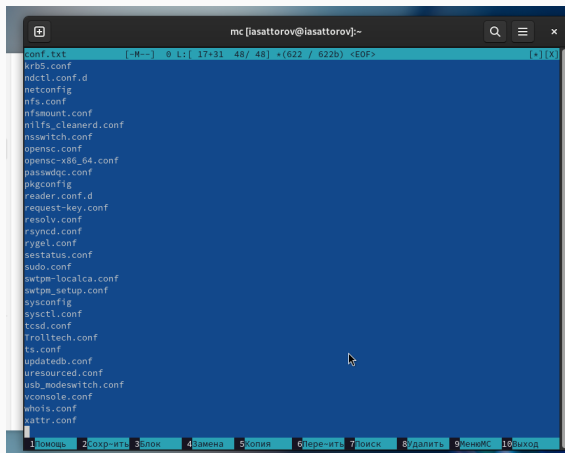 mc [iasattorov@iasattorov]:~
conf.txt [-M--] 0 L:[ 17+31 48/ 48] *(622 / 622b) <EOF> [*][X]
krb5.conf
ndctl.conf.d
netconfig
nfs.conf
nfsmount.conf
nilfs_cleanerd.conf
nsswitch.conf
opensc.conf
opensc-x86_64.conf
passwdqc.conf
pkgconfig
reader.conf.d
request-key.conf
resolv.conf
rsyncd.conf
rygel.conf
sestatus.conf
sudo.conf
swtpm-localca.conf
swtpm_setup.conf
sysconfig
sysctl.conf
tcsd.conf
Trolltech.conf
ts.conf
updatedb.conf
uresourced.conf
usb_modeswitch.conf
vconsole.conf
whois.conf
xattr.conf
1Помощь 2Сохр~ить 3Блок 4Замена 5Копия 6Пере~ить 7Поиск 8Удалить 9МенюMC 10Выход